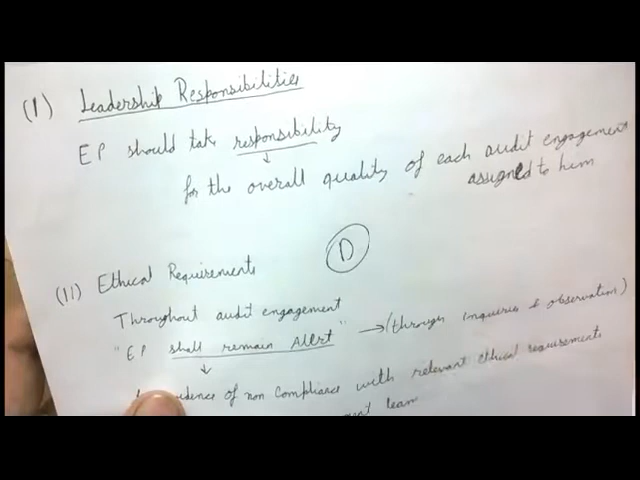 (I) Leadership Responsibilities
EP should take responsibility
↓
for the overall quality of each audit engagement
assigned to him
D
(II) Ethical Requirements
Throughout audit engagement
"EP shall remain Alert" → (through inquiries & observation)
↓
of non compliance with relevant ethical requirements
team